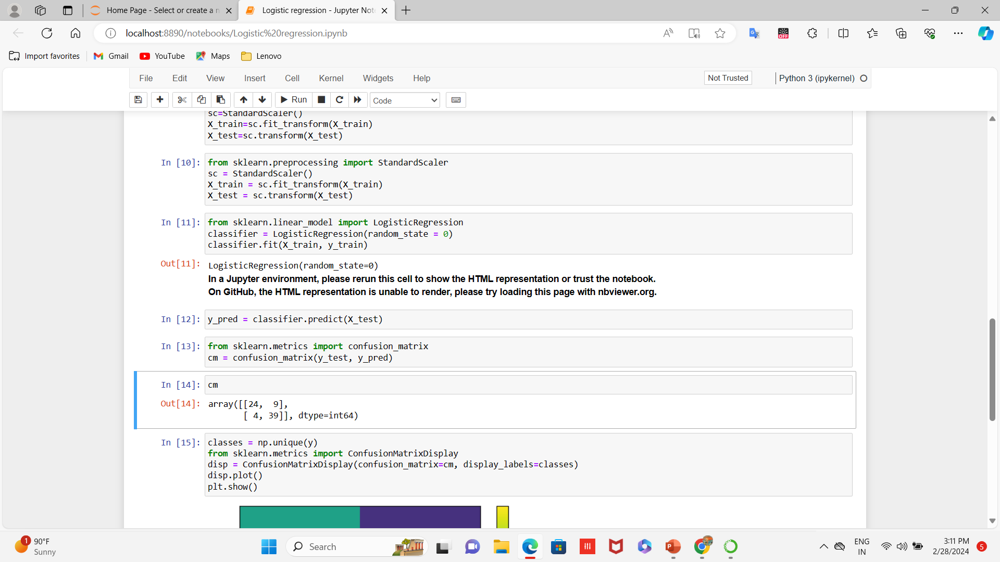 Home Page - Select or create a n
Logistic regression - Jupyter Not
localhost:8890/notebooks/Logistic%20regression.ipynb
OFF
Import favorites
Gmail
YouTube
Maps
Lenovo
File Edit View Insert Cell Kernel Widgets Help
Not Trusted
Python 3 (ipykernel)
Run
Code
sc=StandardScaler()
X_train=sc.fit_transform(X_train)
X_test=sc.transform(X_test)
In [10]: from sklearn.preprocessing import StandardScaler
sc = StandardScaler()
X_train = sc.fit_transform(X_train)
X_test = sc.transform(X_test)
In [11]: from sklearn.linear_model import LogisticRegression
classifier = LogisticRegression(random_state = 0)
classifier.fit(X_train, y_train)
Out[11]: LogisticRegression(random_state=0)
In a Jupyter environment, please rerun this cell to show the HTML representation or trust the notebook.
On GitHub, the HTML representation is unable to render, please try loading this page with nbviewer.org.
In [12]: y_pred = classifier.predict(X_test)
In [13]: from sklearn.metrics import confusion_matrix
cm = confusion_matrix(y_test, y_pred)
In [14]: cm
Out[14]: array([[24,  9],
[ 4, 39]], dtype=int64)
In [15]: classes = np.unique(y)
from sklearn.metrics import ConfusionMatrixDisplay
disp = ConfusionMatrixDisplay(confusion_matrix=cm, display_labels=classes)
disp.plot()
plt.show()
1
90°F
Sunny
Search
ENG
IN
3:11 PM
2/28/2024
5